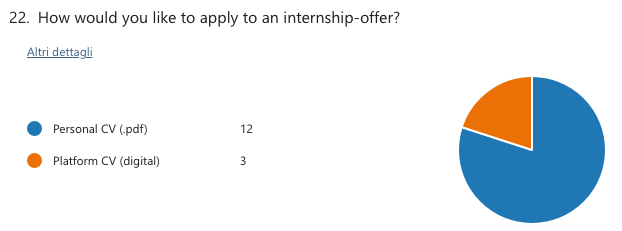 22. How would you like to apply to an internship-offer?
Altri dettagli
Personal CV (.pdf) 12
Platform CV (digital) 3